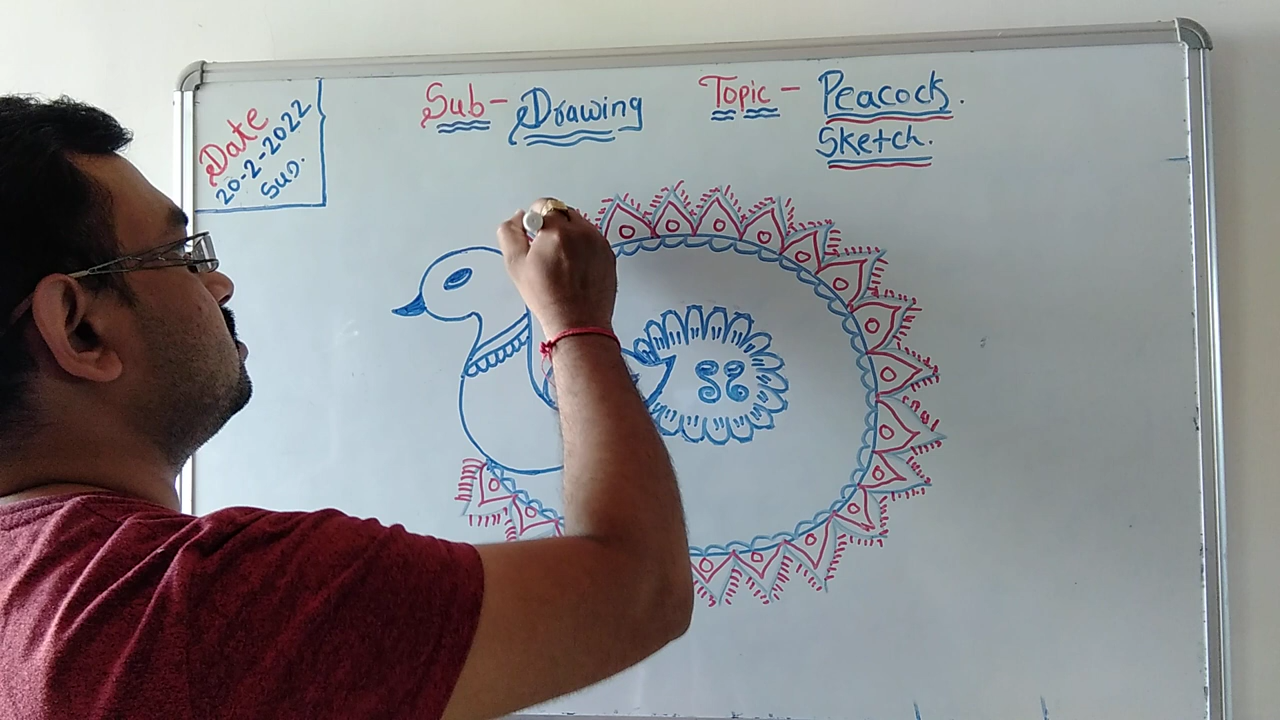 Date
20-2-2022
Sun.
Sub- Drawing
Topic - Peacock.
Sketch.